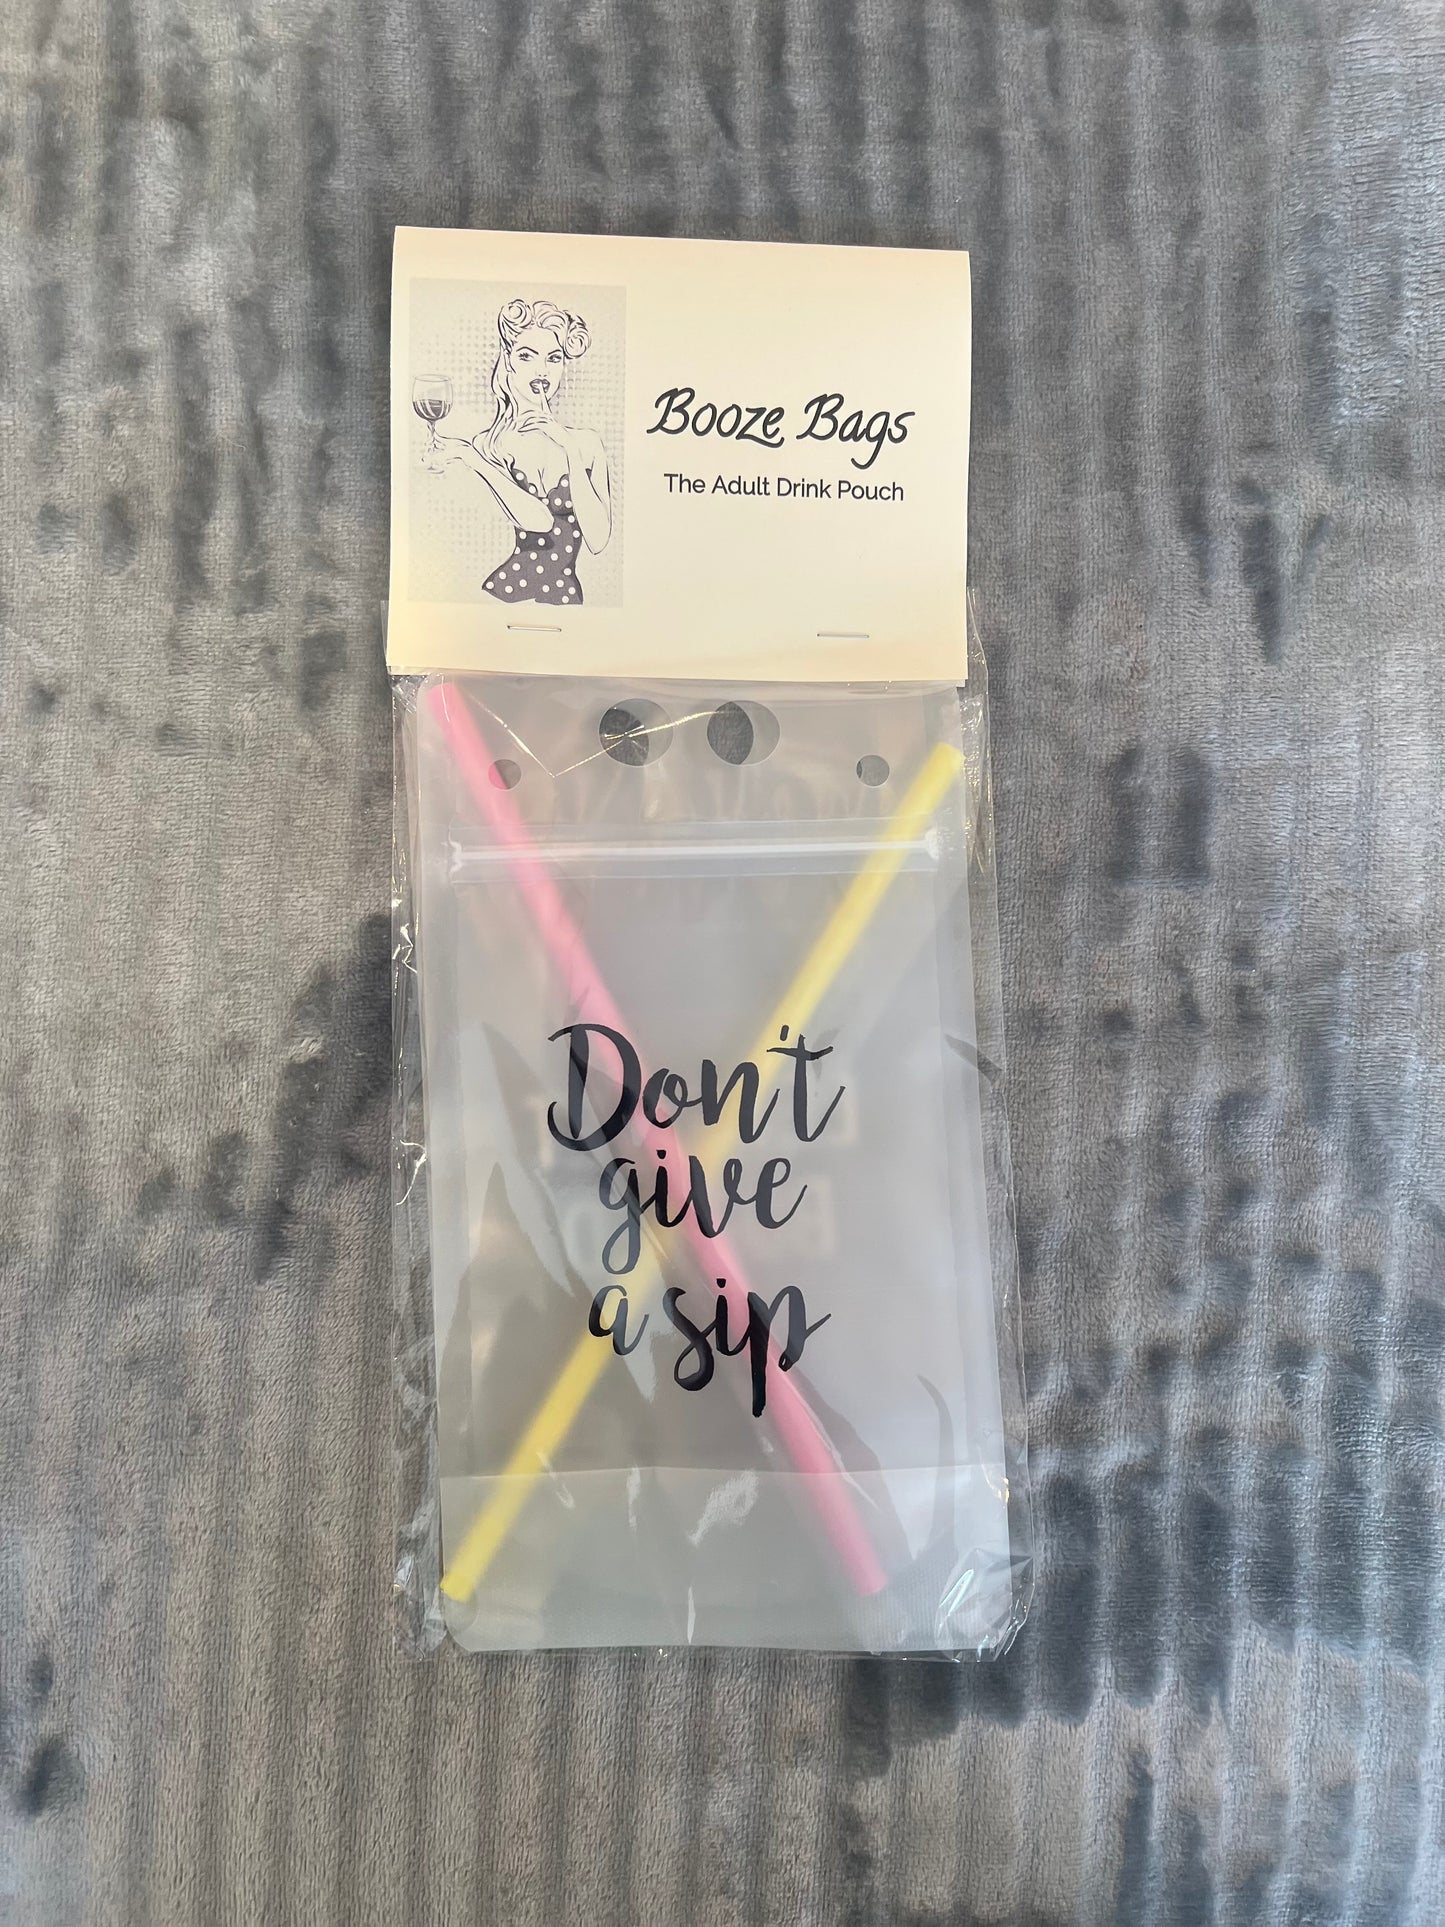 Booze Bags
The Adult Drink Pouch
Don't
give
a sip